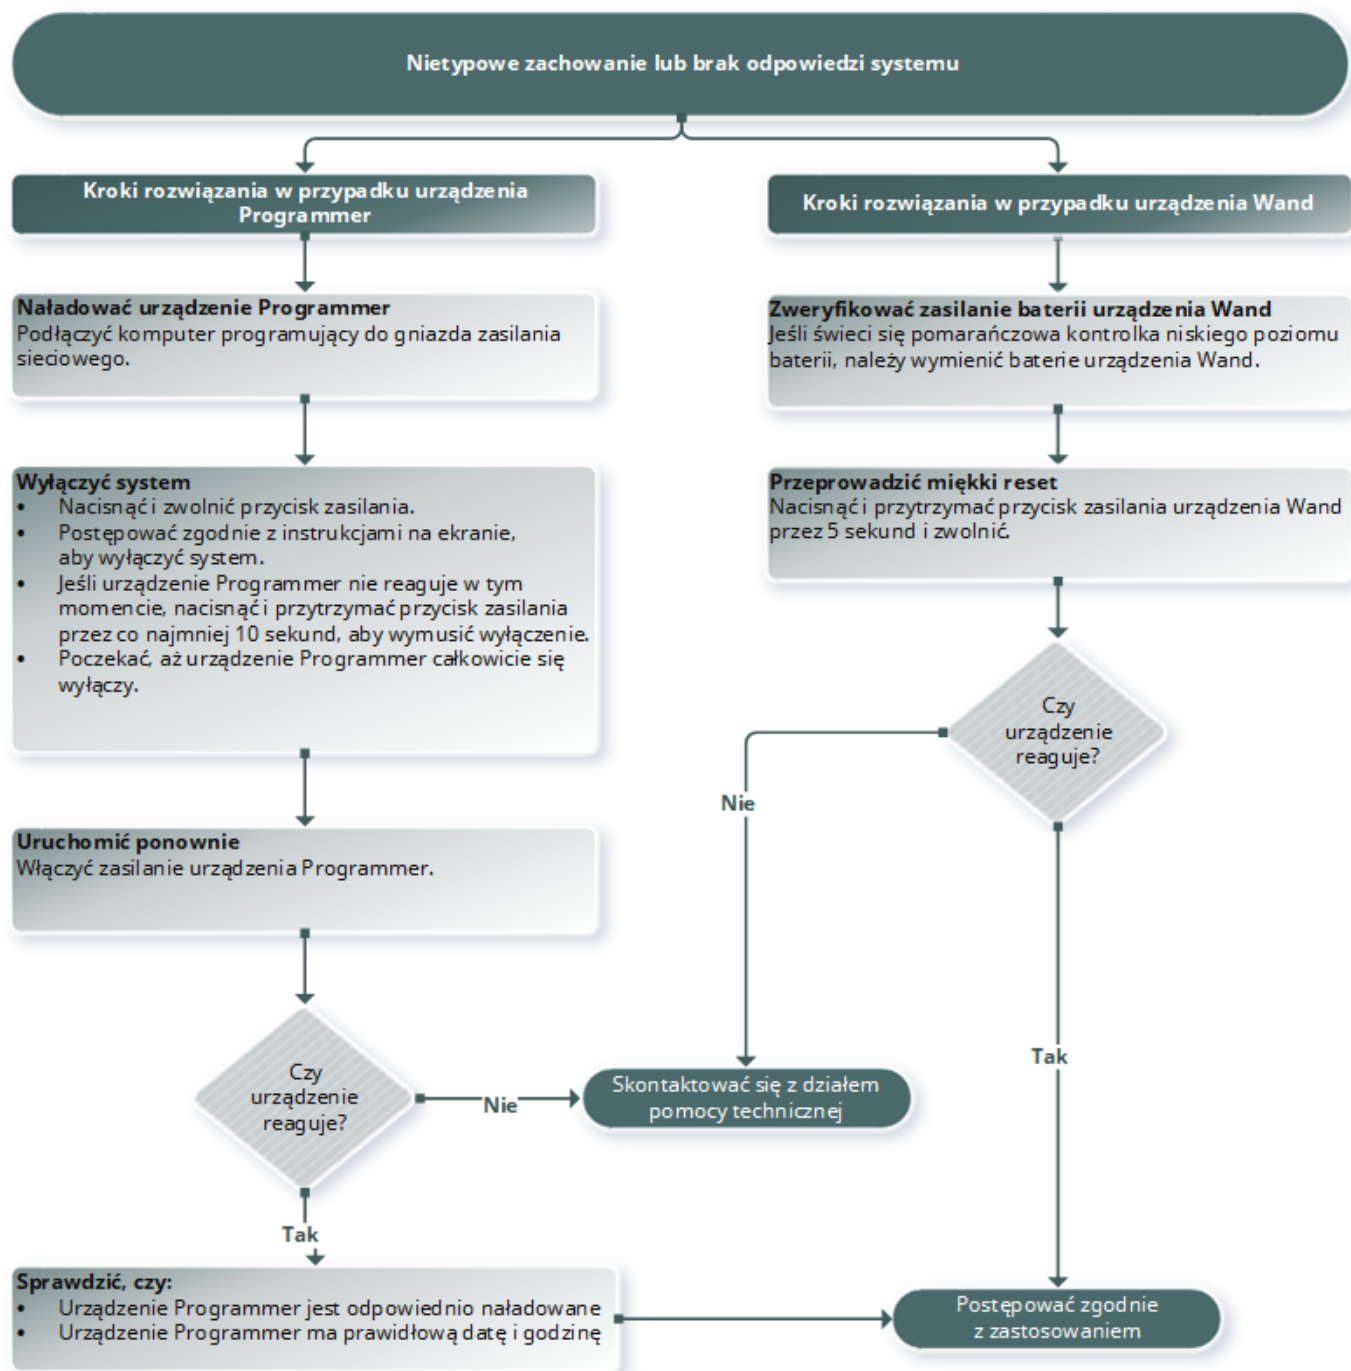 Nietypowe zachowanie lub brak odpowiedzi systemu
Kroki rozwiązania w przypadku urządzenia
Programmer
Naładować urządzenie Programmer
Podłączyć komputer programujący do gniazda zasilania
sieciowego.
Wyłączyć system
• Nacisnąć i zwolnić przycisk zasilania.
• Postępować zgodnie z instrukcjami na ekranie,
aby wyłączyć system.
• Jeśli urządzenie Programmer nie reaguje w tym
momencie, nacisnąć i przytrzymać przycisk zasilania
przez co najmniej 10 sekund, aby wymusić wyłączenie.
• Poczekać, aż urządzenie Programmer całkowicie się
wyłączy.
Uruchomić ponownie
Włączyć zasilanie urządzenia Programmer.
Czy
urządzenie
reaguje?
Nie
Tak
Sprawdzić, czy:
• Urządzenie Programmer jest odpowiednio naładowane
• Urządzenie Programmer ma prawidłową datę i godzinę
Kroki rozwiązania w przypadku urządzenia Wand
Zweryfikować zasilanie baterii urządzenia Wand
Jeśli świeci się pomarańczowa kontrolka niskiego poziomu
baterii, należy wymienić baterie urządzenia Wand.
Przeprowadzić miękki reset
Nacisnąć i przytrzymać przycisk zasilania urządzenia Wand
przez 5 sekund i zwolnić.
Czy
urządzenie
reaguje?
Nie
Tak
Skontaktować się z działem
pomocy technicznej
Postępować zgodnie
z zastosowaniem